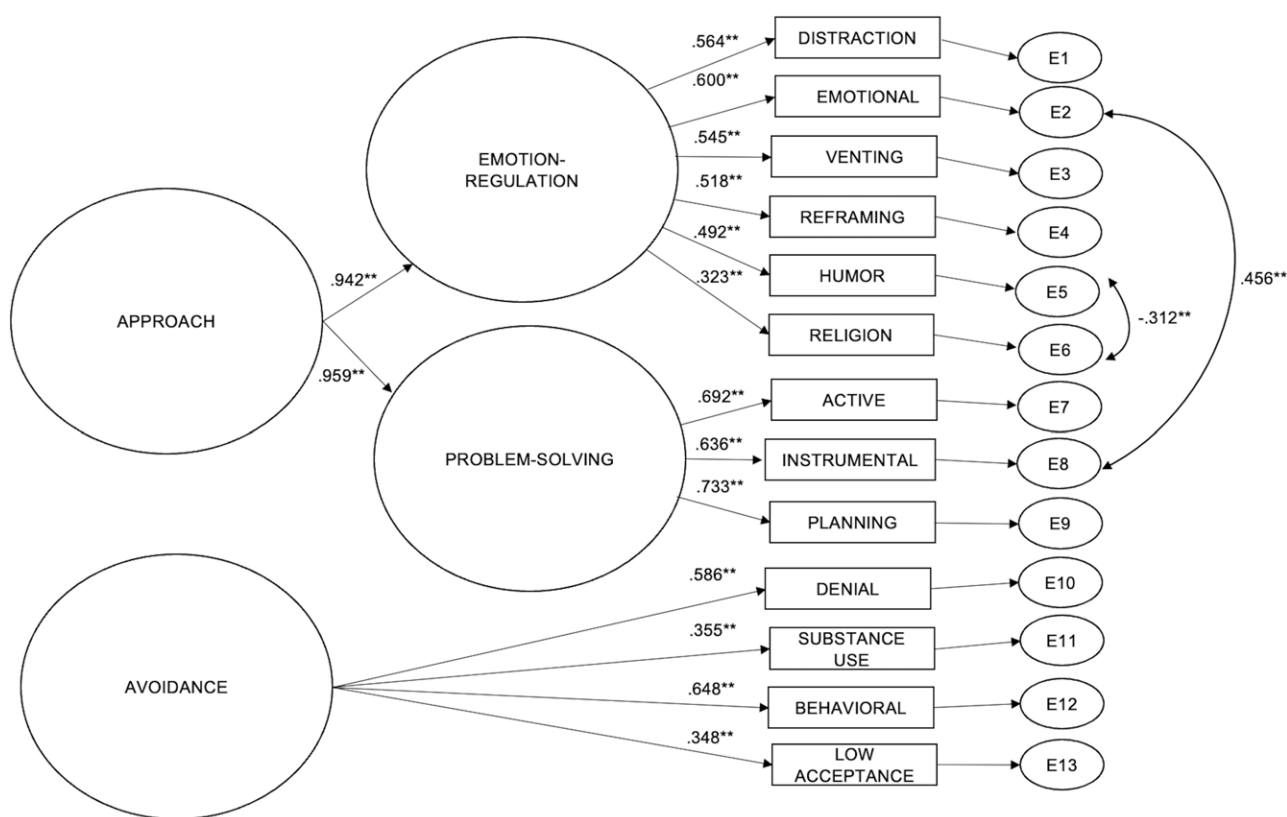 .564**
DISTRACTION
E1
.600**
EMOTIONAL
E2
.545**
VENTING
E3
EMOTION-
REGULATION
.518**
REFRAMING
E4
.492**
HUMOR
E5
.456**
.942**
.323**
-.312**
APPROACH
RELIGION
E6
.959**
.692**
ACTIVE
E7
.636**
PROBLEM-SOLVING
INSTRUMENTAL
E8
.733**
PLANNING
E9
.586**
DENIAL
E10
.355**
SUBSTANCE
USE
E11
AVOIDANCE
.648**
BEHAVIORAL
E12
.348**
LOW
ACCEPTANCE
E13